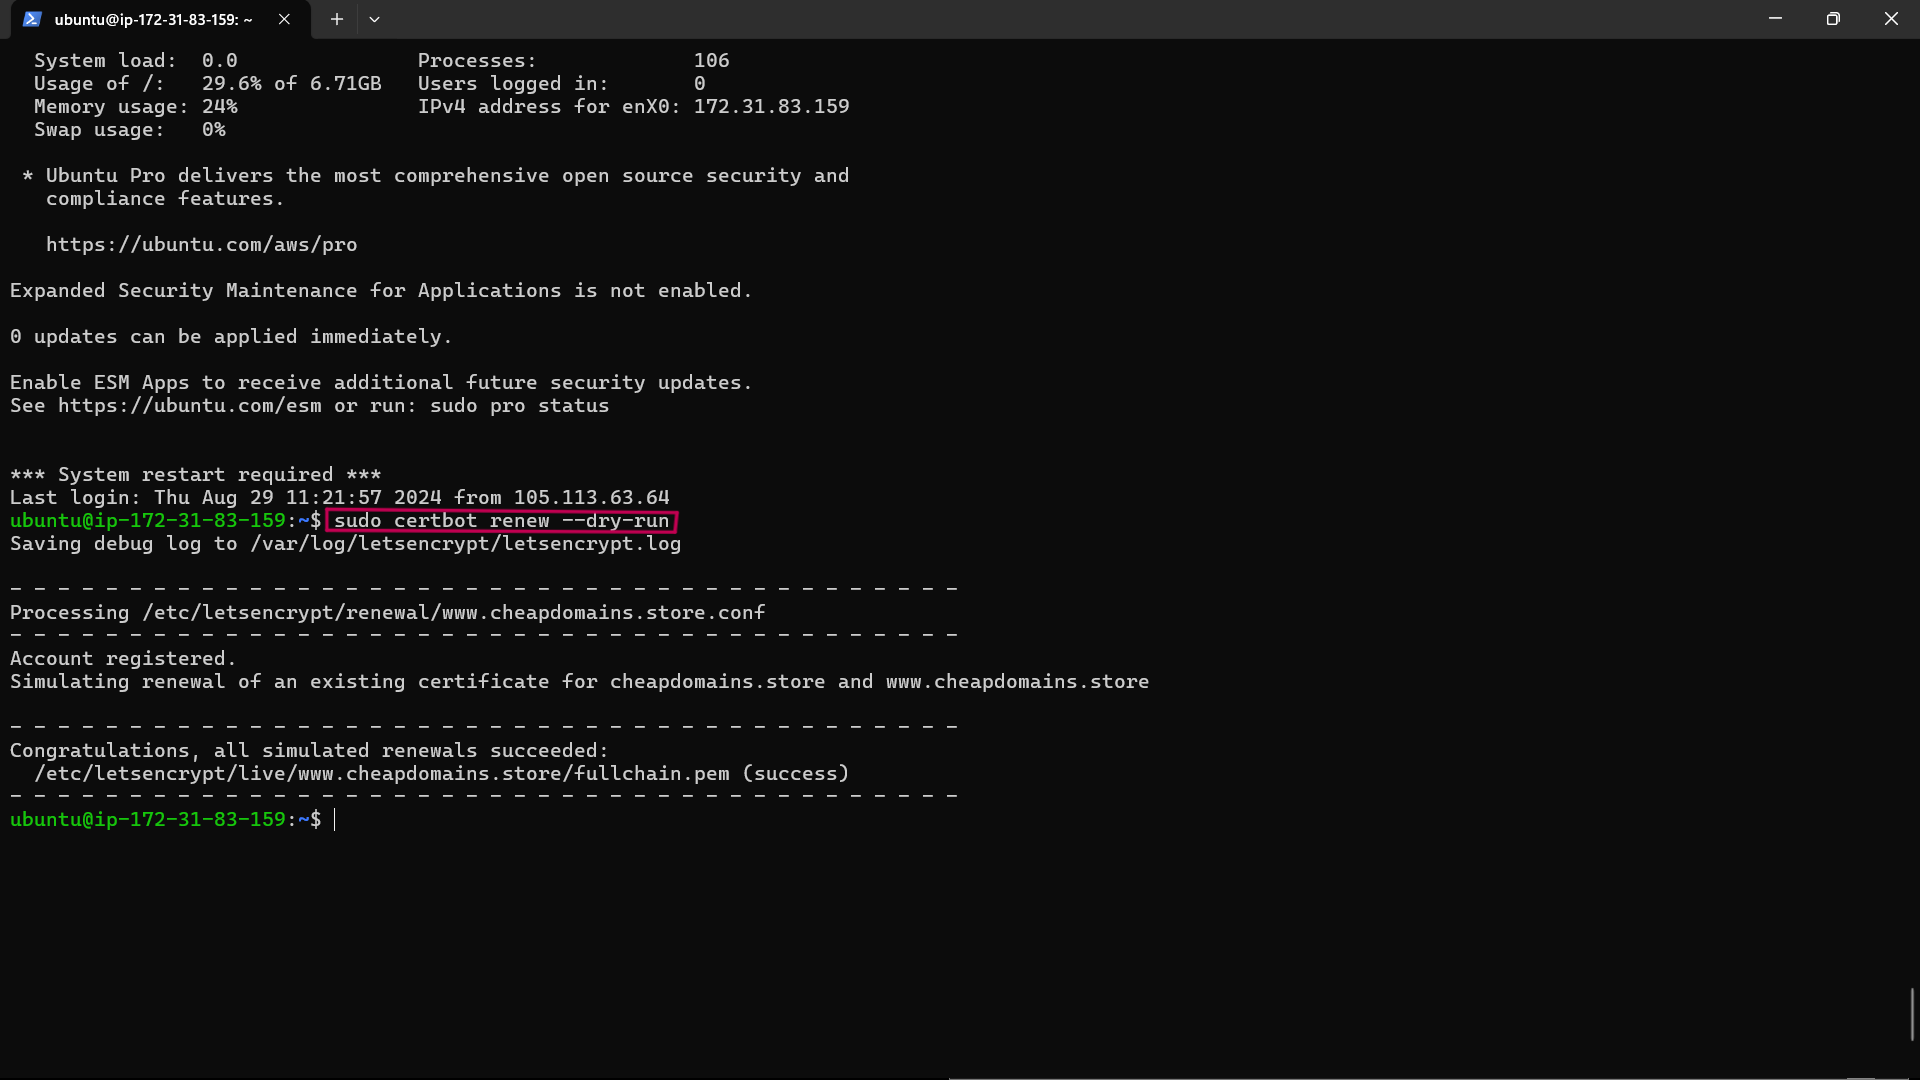 ubuntu@ip-172-31-83-159: ~
System load:  0.0               Processes:             106
Usage of /:   29.6% of 6.71GB   Users logged in:       0
Memory usage: 24%               IPv4 address for enX0: 172.31.83.159
Swap usage:   0%
* Ubuntu Pro delivers the most comprehensive open source security and
compliance features.
https://ubuntu.com/aws/pro
Expanded Security Maintenance for Applications is not enabled.
0 updates can be applied immediately.
Enable ESM Apps to receive additional future security updates.
See https://ubuntu.com/esm or run: sudo pro status
*** System restart required ***
Last login: Thu Aug 29 11:21:57 2024 from 105.113.63.64
ubuntu@ip-172-31-83-159:~$ sudo certbot renew --dry-run
Saving debug log to /var/log/letsencrypt/letsencrypt.log
- - - - - - - - - - - - - - - - - - - - - - - - - - - - - - - - - - - - - - - -
Processing /etc/letsencrypt/renewal/www.cheapdomains.store.conf
- - - - - - - - - - - - - - - - - - - - - - - - - - - - - - - - - - - - - - - -
Account registered.
Simulating renewal of an existing certificate for cheapdomains.store and www.cheapdomains.store
- - - - - - - - - - - - - - - - - - - - - - - - - - - - - - - - - - - - - - - -
Congratulations, all simulated renewals succeeded:
/etc/letsencrypt/live/www.cheapdomains.store/fullchain.pem (success)
- - - - - - - - - - - - - - - - - - - - - - - - - - - - - - - - - - - - - - - -
ubuntu@ip-172-31-83-159:~$